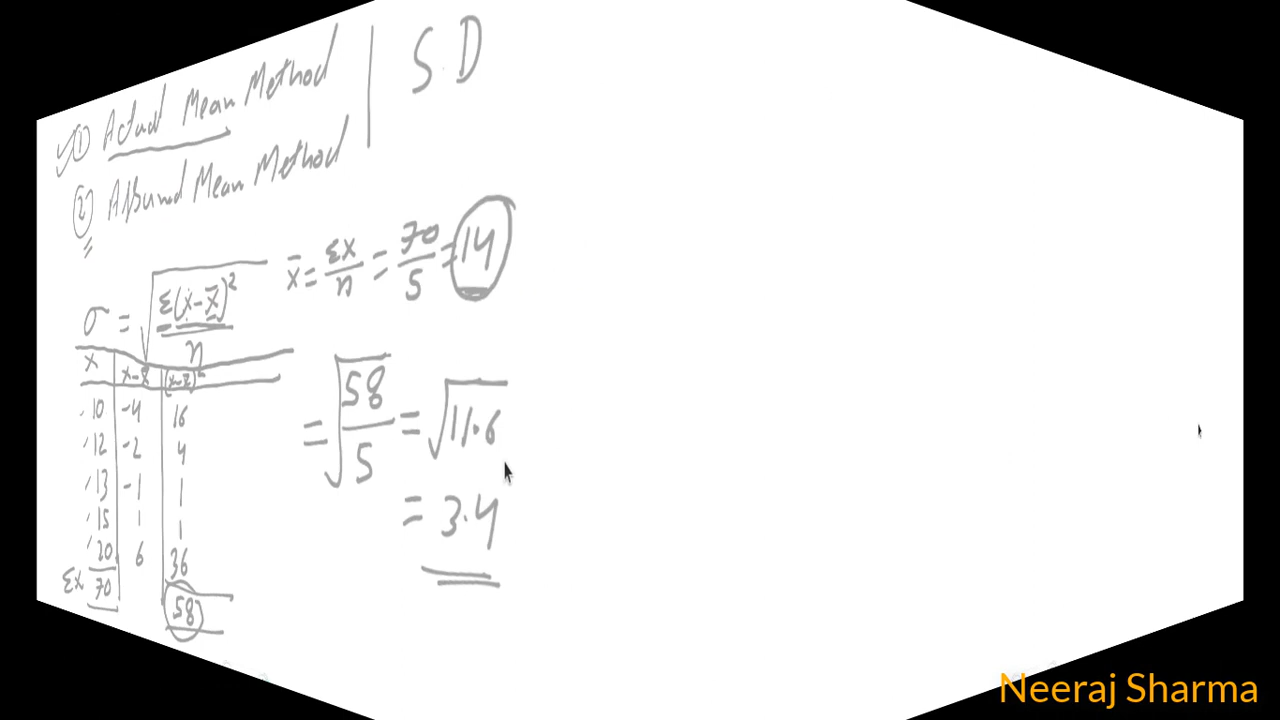 ① Actual Mean Method | S.D
② Assumed Mean Method
σ = √(Σ(x-x̄)²/n)
x̄ = Σx/n = 70/5 = 14
x x-x̄ (x-x̄)²
10 -4 16
12 -2 4
13 -1 1
15 1 1
20 6 36
Σx 70 58
= √(58/5) = √11.6
= 3.4
Neeraj Sharma